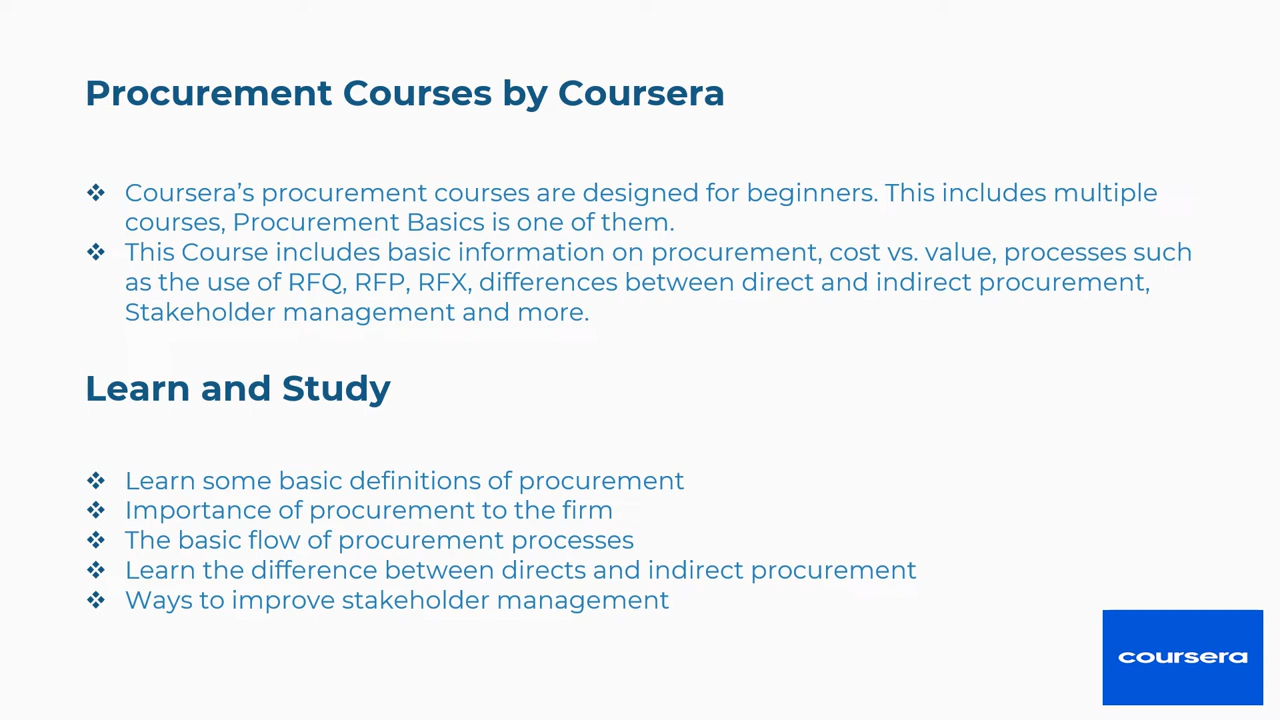 Procurement Courses by Coursera
❖ Coursera’s procurement courses are designed for beginners. This includes multiple
courses, Procurement Basics is one of them.
❖ This Course includes basic information on procurement, cost vs. value, processes such
as the use of RFQ, RFP, RFX, differences between direct and indirect procurement,
Stakeholder management and more.
Learn and Study
❖ Learn some basic definitions of procurement
❖ Importance of procurement to the firm
❖ The basic flow of procurement processes
❖ Learn the difference between directs and indirect procurement
❖ Ways to improve stakeholder management
coursera